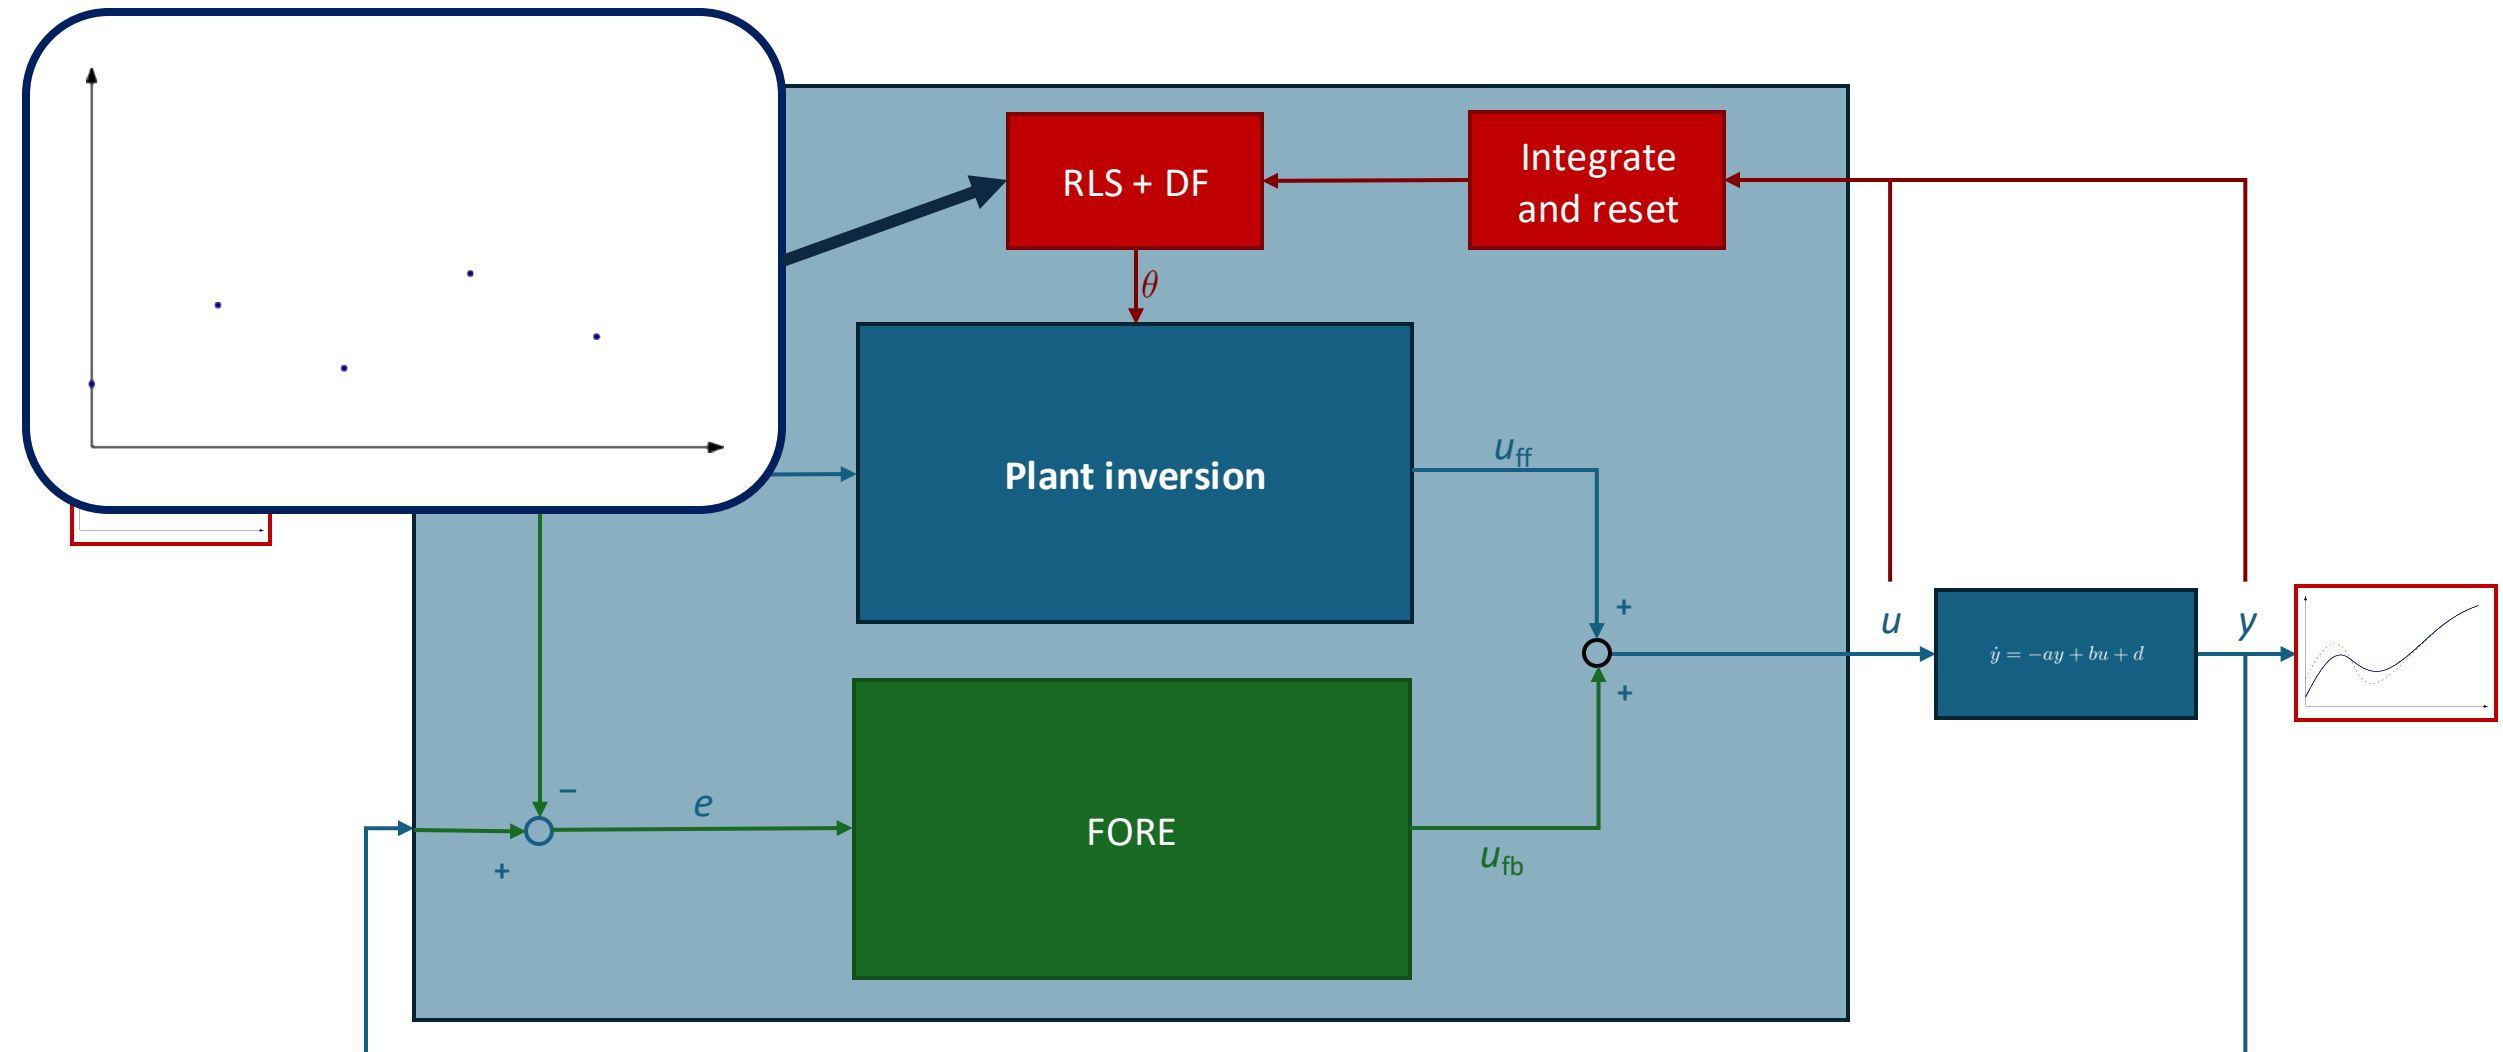 RLS + DF
Integrate
and reset
θ
Plant inversion
u_ff
+
u
y
ẏ = −ay + bu + d
+
−
e
FORE
u_fb
+